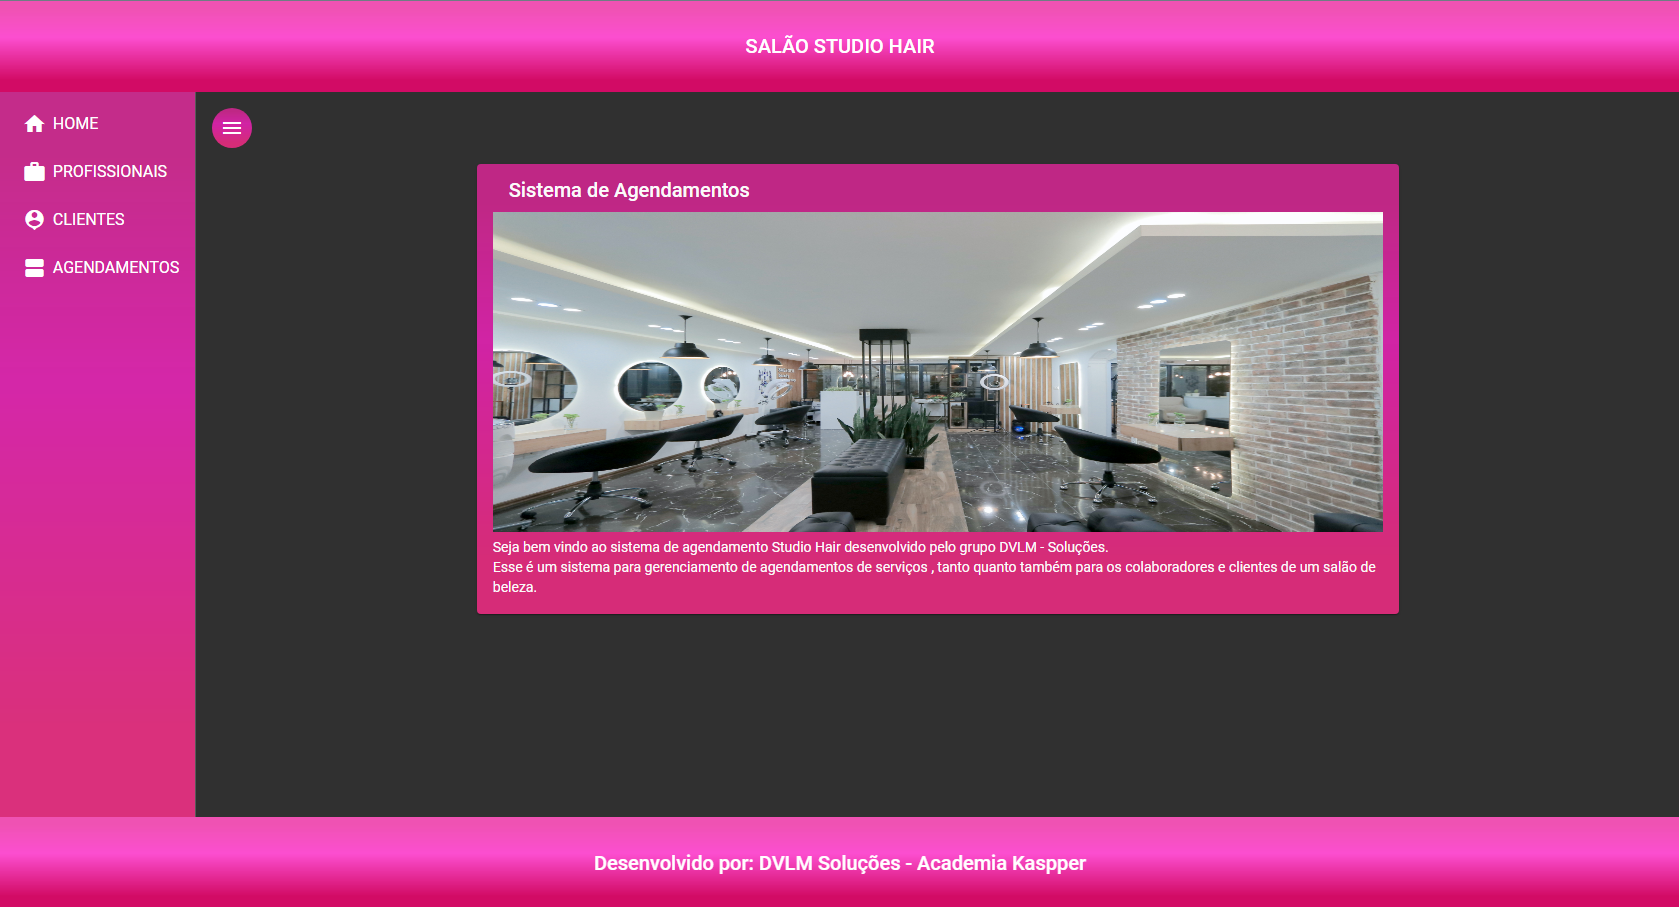 SALÃO STUDIO HAIR
HOME
PROFISSIONAIS
CLIENTES
AGENDAMENTOS
Sistema de Agendamentos
Seja bem vindo ao sistema de agendamento Studio Hair desenvolvido pelo grupo DVLM - Soluções.
Esse é um sistema para gerenciamento de agendamentos de serviços , tanto quanto também para os colaboradores e clientes de um salão de
beleza.
Desenvolvido por: DVLM Soluções - Academia Kaspper